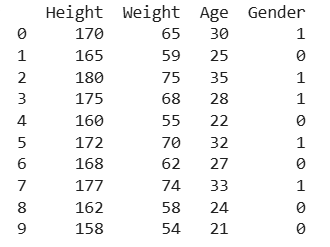 Height Weight Age Gender
0 170 65 30 1
1 165 59 25 0
2 180 75 35 1
3 175 68 28 1
4 160 55 22 0
5 172 70 32 1
6 168 62 27 0
7 177 74 33 1
8 162 58 24 0
9 158 54 21 0